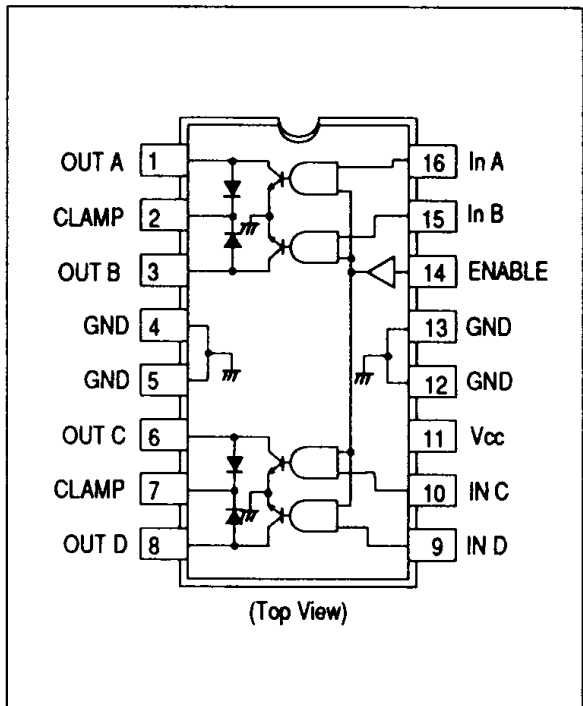 OUT A 1 16 In A
CLAMP 2 15 In B
OUT B 3 14 ENABLE
GND 4 13 GND
GND 5 12 GND
OUT C 6 11 Vcc
CLAMP 7 10 IN C
OUT D 8 9 IN D
(Top View)